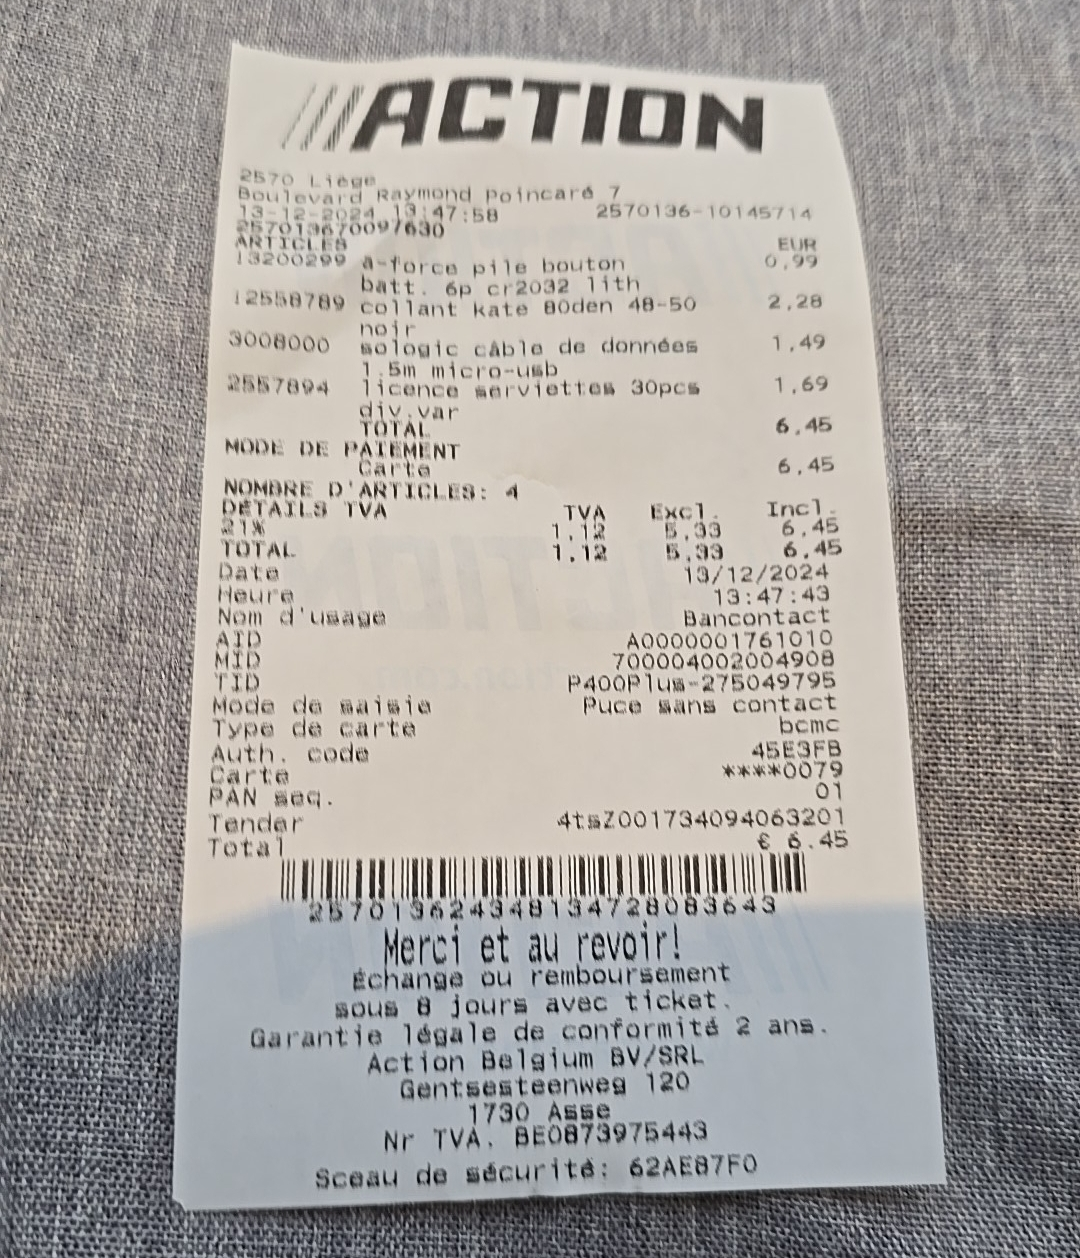 ACTION
2570 Liège
Boulevard Raymond Poincaré 7
13-12-2024 13:47:58 2570136-10145714
257013670097630
ARTICLES EUR
13200299 a-force pile bouton 0,99
batt. 6p cr2032 lith
12558789 collant kate 80den 48-50 2,28
noir
3008000 sologic câble de données 1,49
1.5m micro-usb
2557894 licence serviettes 30pcs 1,69
div.var
TOTAL 6,45
MODE DE PAIEMENT
Carte 6,45
NOMBRE D'ARTICLES: 4
DÉTAILS TVA TVA Excl. Incl.
21% 1,12 5,33 6,45
TOTAL 1,12 5,33 6,45
Date 13/12/2024
Heure 13:47:43
Nom d'usage Bancontact
AID A0000001761010
MID 700004002004908
TID P400Plus-275049795
Mode de saisie Puce sans contact
Type de carte bcmc
Auth. code 45E3FB
Carte ****0079
PAN seq. 01
Tender 4tsZ001734094063201
Total € 6.45
257013624348134728083643
Merci et au revoir!
Échange ou remboursement
sous 8 jours avec ticket.
Garantie légale de conformité 2 ans.
Action Belgium BV/SRL
Gentsesteenweg 120
1730 Asse
Nr TVA. BE0873975443
Sceau de sécurité: 62AE87F0